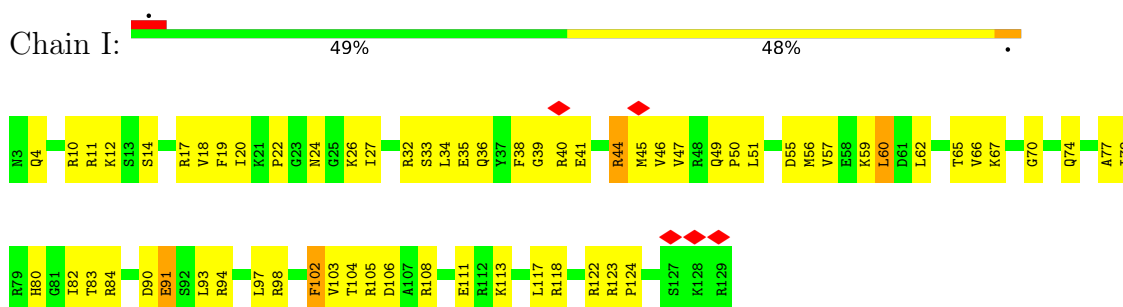 Chain I:
49%
48%
N3 Q4 R10 R11 K12 S13 S14 R17 V18 F19 I20 K21 P22 G23 N24 G25 K26 I27 R32 S33 L34 E35 Q36 Y37 F38 G39 R40 E41 R44 M45 V46 V47 R48 Q49 P50 L51 D55 M56 V57 E58 K59 L60 D61 L62 T65 V66 K67 G70 Q74 A77
R79 H80 G81 I82 T83 R84 D90 E91 S92 L93 R94 L97 R98 F102 V103 T104 R105 D106 A107 R108 E111 R112 K113 L117 R118 R122 R123 P124 S127 K128 R129